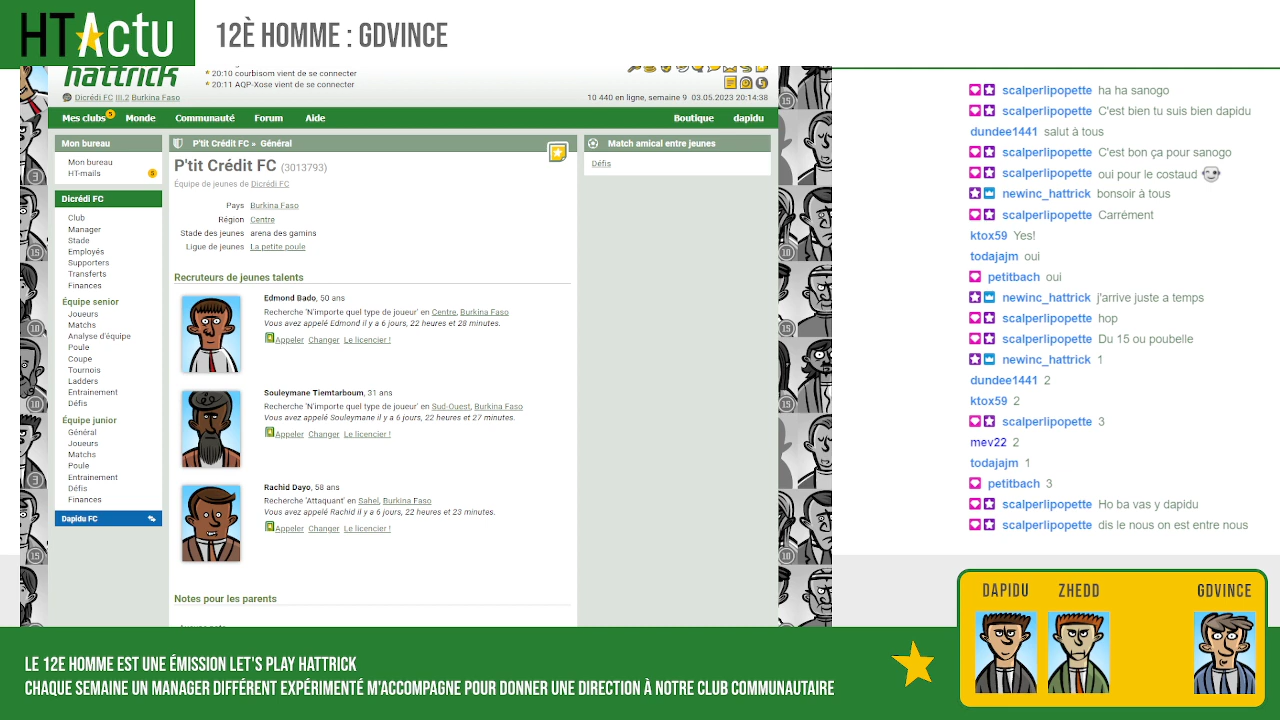 HTActu
12È HOMME : GDVINCE
hattrick
20:10 courbisom vient de se connecter
20:11 AQP-Xose vient de se connecter
Dicrédi FC III.2 Burkina Faso
10 440 en ligne, semaine 9 03.05.2023 20:14:38
Mes clubs 5 Monde Communauté Forum Aide Boutique dapidu
Mon bureau
Mon bureau
HT-mails 5
Dicrédi FC
Club
Manager
Stade
Employés
Supporters
Transferts
Finances
Équipe senior
Joueurs
Matchs
Analyse d'équipe
Poule
Coupe
Tournois
Ladders
Entrainement
Défis
Équipe junior
Général
Joueurs
Matchs
Poule
Entrainement
Défis
Finances
Dapidu FC
P'tit Crédit FC » Général
P'tit Crédit FC (3013793)
Équipe de jeunes de Dicrédi FC
Pays Burkina Faso
Région Centre
Stade des jeunes arena des gamins
Ligue de jeunes La petite poule
Recruteurs de jeunes talents
Edmond Bado, 50 ans
Recherche 'N'importe quel type de joueur' en Centre, Burkina Faso
Vous avez appelé Edmond il y a 6 jours, 22 heures et 28 minutes.
Appeler Changer Le licencier !
Souleymane Tiemtarboum, 31 ans
Recherche 'N'importe quel type de joueur' en Sud-Ouest, Burkina Faso
Vous avez appelé Souleymane il y a 6 jours, 22 heures et 27 minutes.
Appeler Changer Le licencier !
Rachid Dayo, 58 ans
Recherche 'Attaquant' en Sahel, Burkina Faso
Vous avez appelé Rachid il y a 6 jours, 22 heures et 23 minutes.
Appeler Changer Le licencier !
Notes pour les parents
Match amical entre jeunes
Défis
scalperlipopette ha ha sanogo
scalperlipopette C'est bien tu suis bien dapidu
dundee1441 salut à tous
scalperlipopette C'est bon ça pour sanogo
scalperlipopette oui pour le costaud
newinc_hattrick bonsoir à tous
scalperlipopette Carrément
ktox59 Yes!
todajajm oui
petitbach oui
newinc_hattrick j'arrive juste a temps
scalperlipopette hop
scalperlipopette Du 15 ou poubelle
newinc_hattrick 1
dundee1441 2
ktox59 2
scalperlipopette 3
mev22 2
todajajm 1
petitbach 3
scalperlipopette Ho ba vas y dapidu
scalperlipopette dis le nous on est entre nous
DAPIDU ZHEDD GDVINCE
LE 12E HOMME EST UNE ÉMISSION LET'S PLAY HATTRICK
CHAQUE SEMAINE UN MANAGER DIFFÉRENT EXPÉRIMENTÉ M'ACCOMPAGNE POUR DONNER UNE DIRECTION À NOTRE CLUB COMMUNAUTAIRE